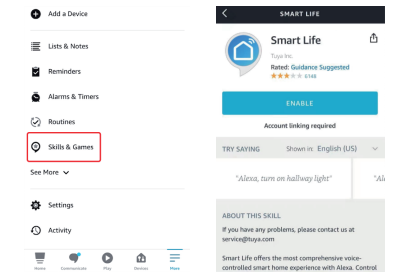 Add a Device
Lists & Notes
Reminders
Alarms & Timers
Routines
Skills & Games
See More
Settings
Activity
Home Communicate Play Devices More
SMART LIFE
Smart Life
Tuya Inc.
Rated: Guidance Suggested
6148
ENABLE
Account linking required
TRY SAYING Shown in: English (US)
"Alexa, turn on hallway light" "Al
ABOUT THIS SKILL
If you have any problems, please contact us at
service@tuya.com
Smart Life offers the most comprehensive voice-
controlled smart home experience with Alexa. Control